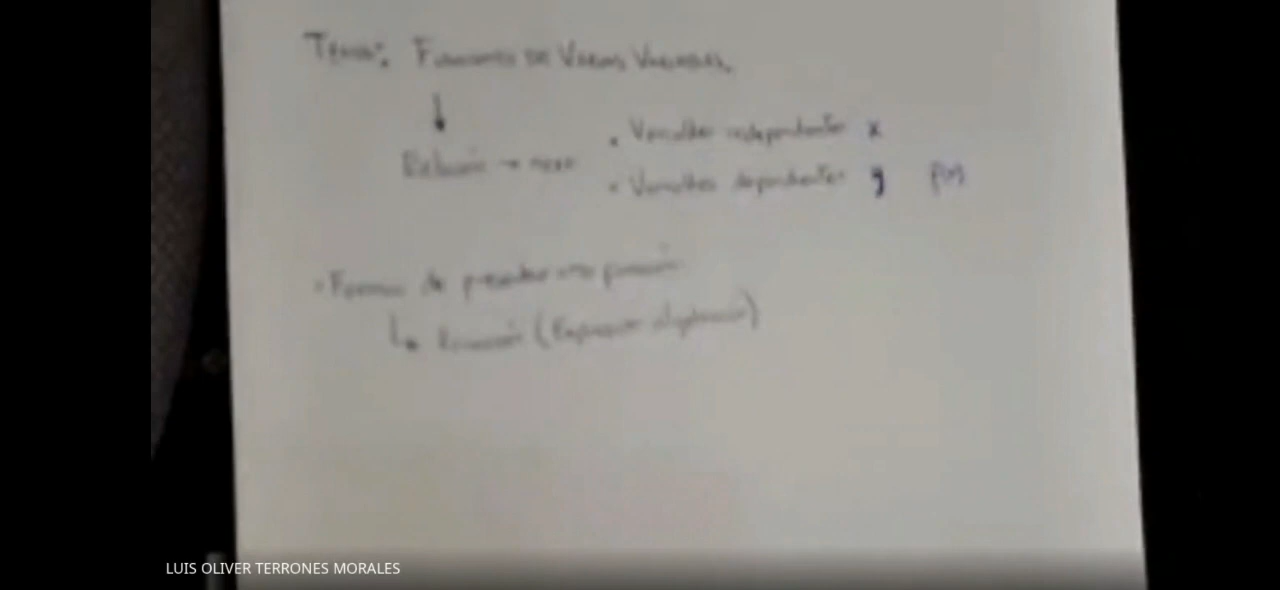 Tema: Funciones de Varias Variables.
Relación → nexo
• Variables independientes x
• Variables dependientes y f(x)
• Formas de presentar una función
↳ Ecuación (Expresión algebraica)
LUIS OLIVER TERRONES MORALES